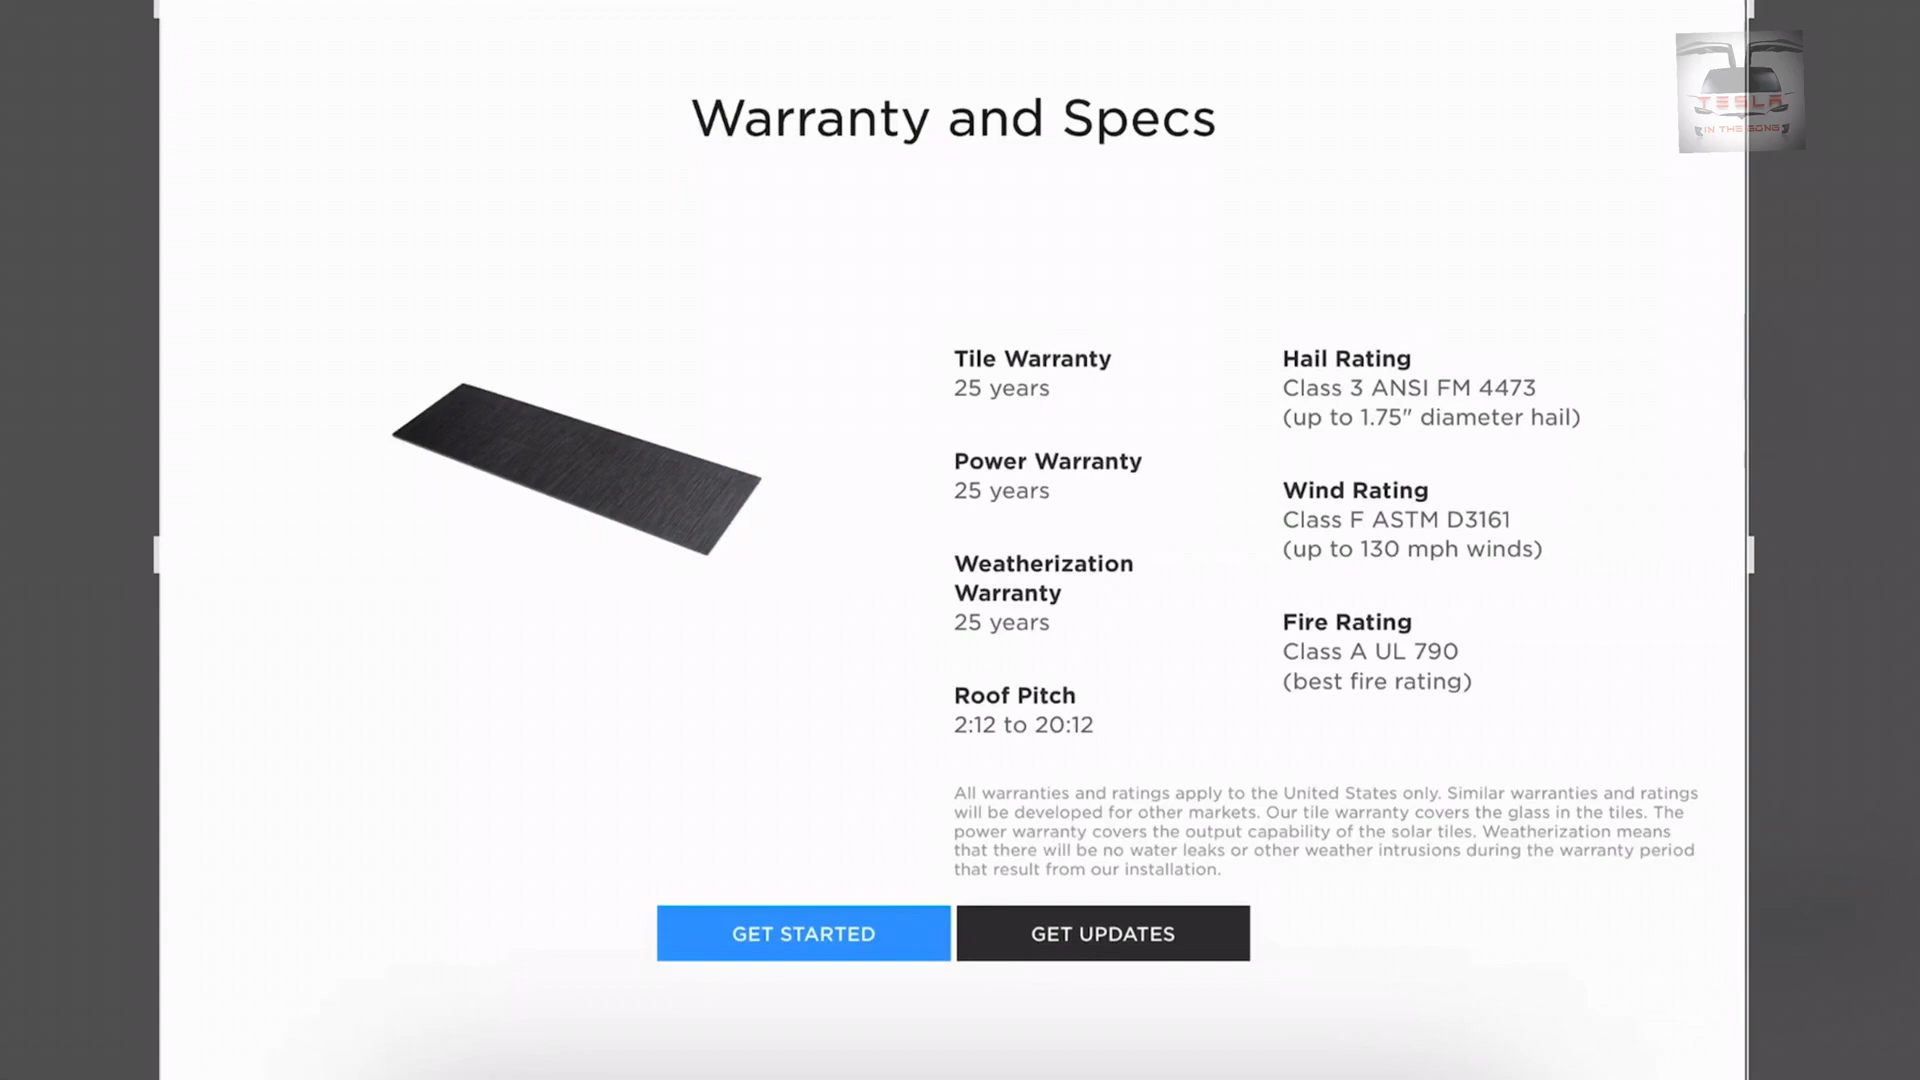 Warranty and Specs
TESLA
IN THE GONG
Tile Warranty
25 years
Power Warranty
25 years
Weatherization
Warranty
25 years
Roof Pitch
2:12 to 20:12
Hail Rating
Class 3 ANSI FM 4473
(up to 1.75" diameter hail)
Wind Rating
Class F ASTM D3161
(up to 130 mph winds)
Fire Rating
Class A UL 790
(best fire rating)
All warranties and ratings apply to the United States only. Similar warranties and ratings
will be developed for other markets. Our tile warranty covers the glass in the tiles. The
power warranty covers the output capability of the solar tiles. Weatherization means
that there will be no water leaks or other weather intrusions during the warranty period
that result from our installation.
GET STARTED
GET UPDATES